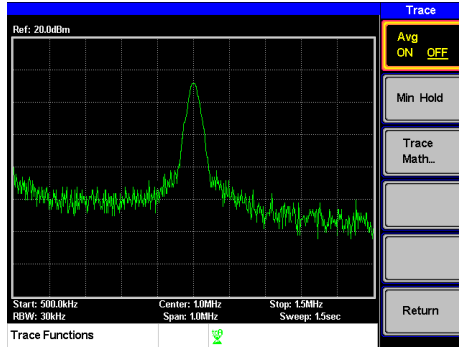 Trace
Ref: 20.0dBm
Avg
ON OFF
Min Hold
Trace
Math...
Start: 500.0kHz Center: 1.0MHz Stop: 1.5MHz
RBW: 30kHz Span: 1.0MHz Sweep: 1.5sec
Return
Trace Functions